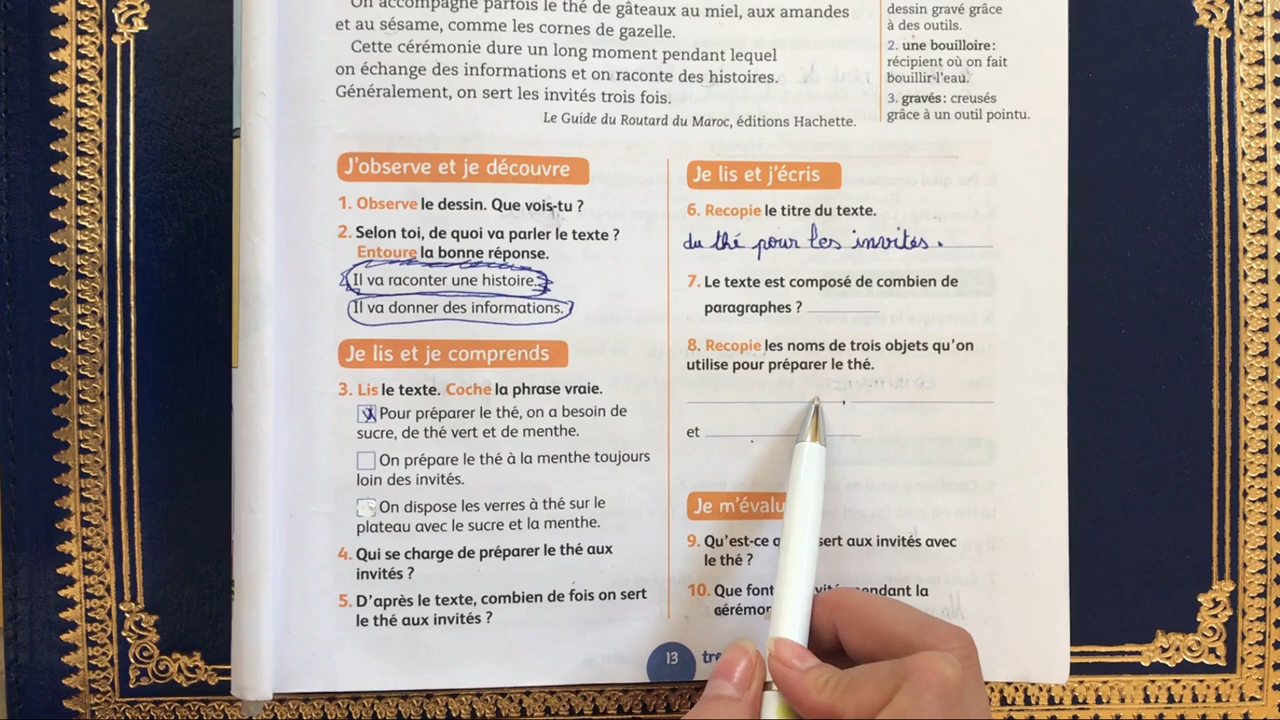 On accompagne parfois le thé de gâteaux au miel, aux amandes
et au sésame, comme les cornes de gazelle.
Cette cérémonie dure un long moment pendant lequel
on échange des informations et on raconte des histoires.
Généralement, on sert les invités trois fois.
Le Guide du Routard du Maroc, éditions Hachette.
dessin gravé grâce
à des outils.
2. une bouilloire:
récipient où on fait
bouillir l'eau.
3. gravés: creusés
grâce à un outil pointu.
J'observe et je découvre
1. Observe le dessin. Que vois-tu ?
2. Selon toi, de quoi va parler le texte ?
Entoure la bonne réponse.
Il va raconter une histoire.
Il va donner des informations.
Je lis et je comprends
3. Lis le texte. Coche la phrase vraie.
Pour préparer le thé, on a besoin de
sucre, de thé vert et de menthe.
On prépare le thé à la menthe toujours
loin des invités.
On dispose les verres à thé sur le
plateau avec le sucre et la menthe.
4. Qui se charge de préparer le thé aux
invités ?
5. D'après le texte, combien de fois on sert
le thé aux invités ?
Je lis et j'écris
6. Recopie le titre du texte.
du thé pour les invités.
7. Le texte est composé de combien de
paragraphes ?
8. Recopie les noms de trois objets qu'on
utilise pour préparer le thé.
,
et
Je m'évalu
9. Qu'est-ce q sert aux invités avec
le thé ?
10. Que font pendant la
cérémo
13